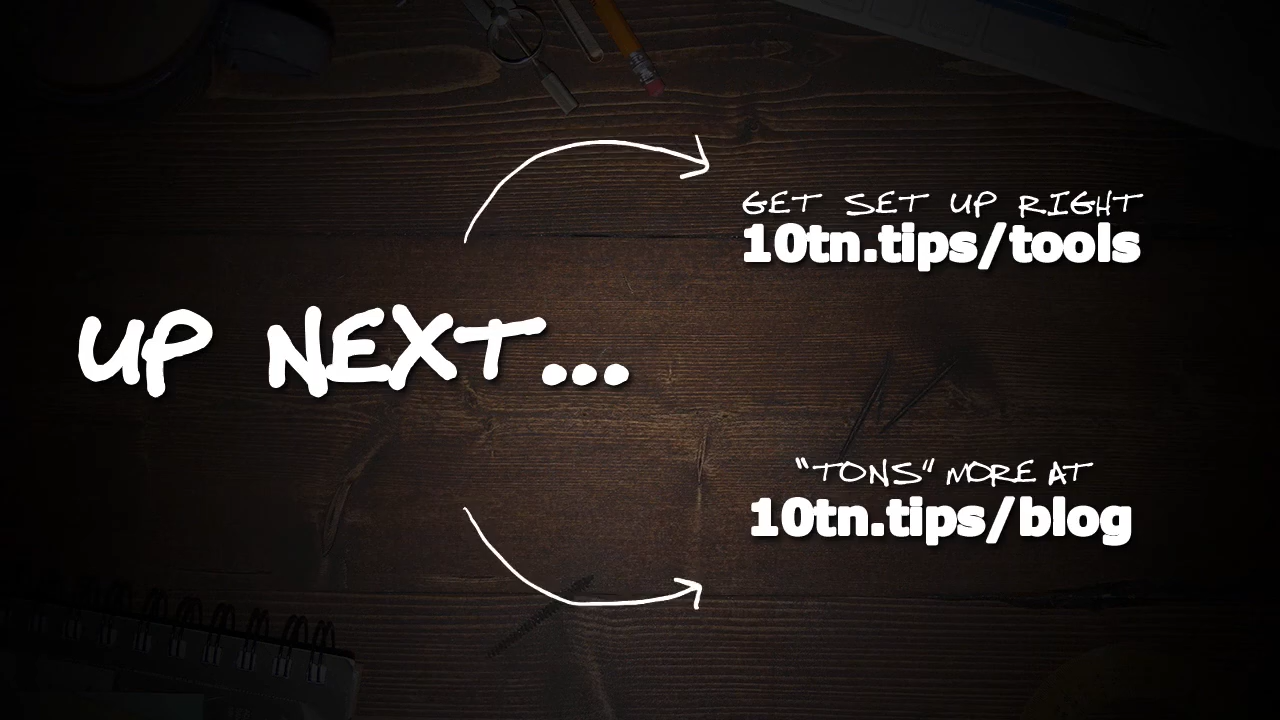 UP NEXT...
GET SET UP RIGHT
10tn.tips/tools
"TONS" MORE AT
10tn.tips/blog